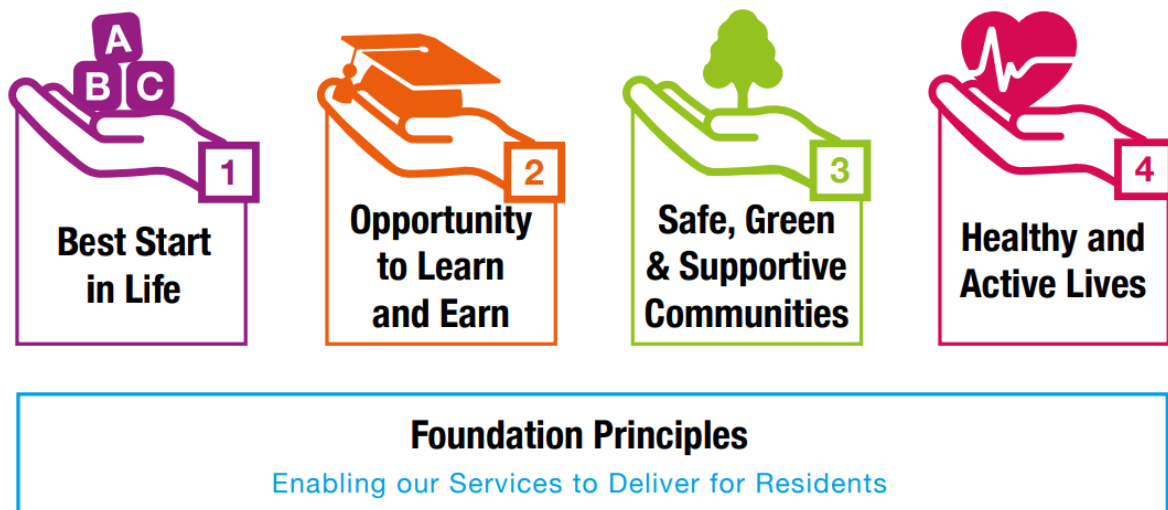 A
B C
1
Best Start
in Life
2
Opportunity
to Learn
and Earn
3
Safe, Green
& Supportive
Communities
4
Healthy and
Active Lives
Foundation Principles
Enabling our Services to Deliver for Residents